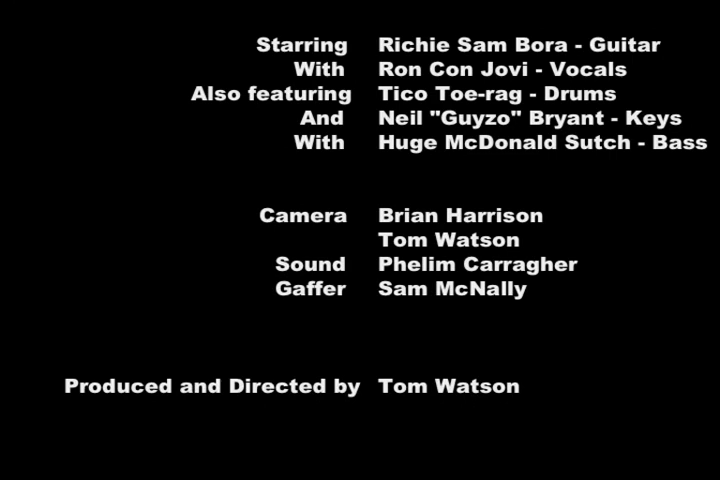 Starring Richie Sam Bora - Guitar
With Ron Con Jovi - Vocals
Also featuring Tico Toe-rag - Drums
And Neil "Guyzo" Bryant - Keys
With Huge McDonald Sutch - Bass
Camera Brian Harrison
Tom Watson
Sound Phelim Carragher
Gaffer Sam McNally
Produced and Directed by Tom Watson